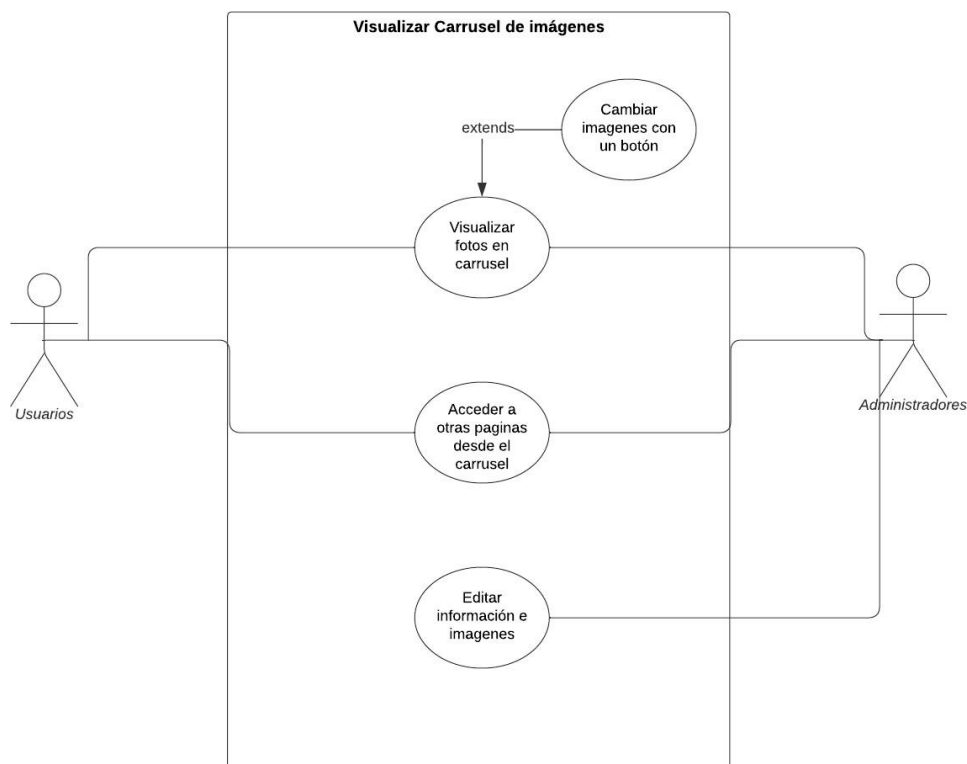 Visualizar Carrusel de imágenes
Cambiar
imagenes con
un botón
extends
Visualizar
fotos en
carrusel
Usuarios
Administradores
Acceder a
otras paginas
desde el
carrusel
Editar
información e
imagenes